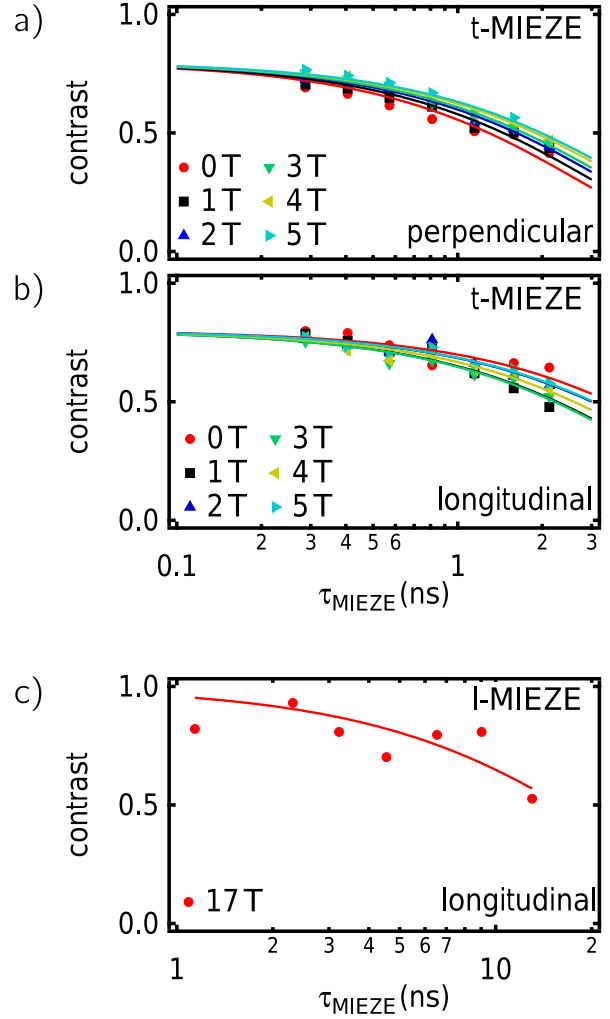 a)
t-MIEZE
1.0
0.5
0.0
contrast
0 T
3 T
1 T
4 T
2 T
5 T
perpendicular
b)
t-MIEZE
1.0
0.5
0.0
contrast
0 T
3 T
1 T
4 T
2 T
5 T
longitudinal
2 3 4 5 6 2 3
0.1 1
τMIEZE (ns)
c)
l-MIEZE
1.0
0.5
0.0
contrast
17 T
longitudinal
2 3 4 5 6 7 2
1 10
τMIEZE (ns)